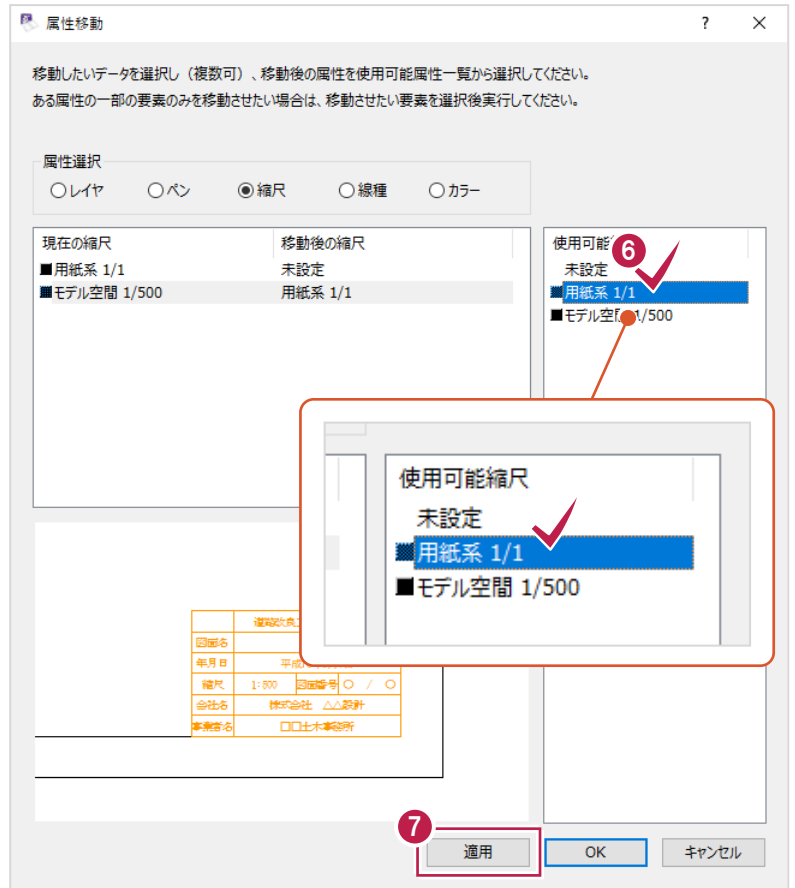 属性移動
? ×
移動したいデータを選択し（複数可）、移動後の属性を使用可能属性一覧から選択してください。
ある属性の一部の要素のみを移動させたい場合は、移動させたい要素を選択後実行してください。
属性選択
レイヤ ペン 縮尺 線種 カラー
現在の縮尺 移動後の縮尺
用紙系 1/1 未設定
モデル空間 1/500 用紙系 1/1
使用可能
6
未設定
用紙系 1/1
モデル空 1/500
使用可能縮尺
未設定
用紙系 1/1
モデル空間 1/500
道路改良
図面名
年月日 平成
縮尺 1:500 図面番号 〇 / 〇
会社名 株式会社 △△設計
事業者名 □□土木事務所
7
適用 OK キャンセル